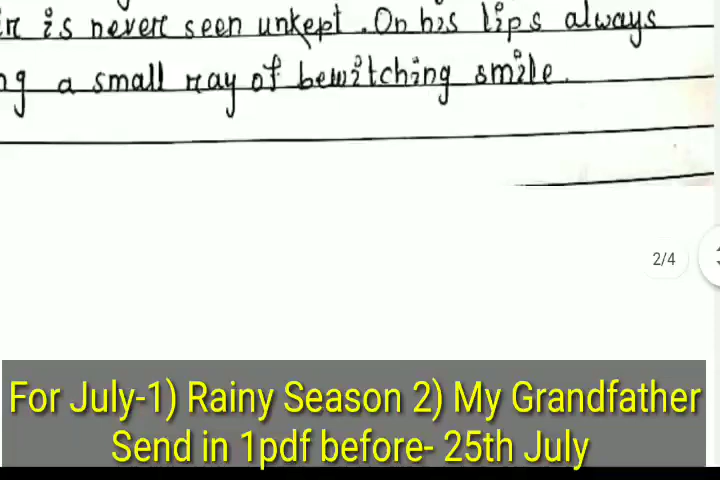 is never seen unkept. On his lips always
a small ray of bewitching smile.
2/4
For July-1) Rainy Season 2) My Grandfather
Send in 1pdf before- 25th July